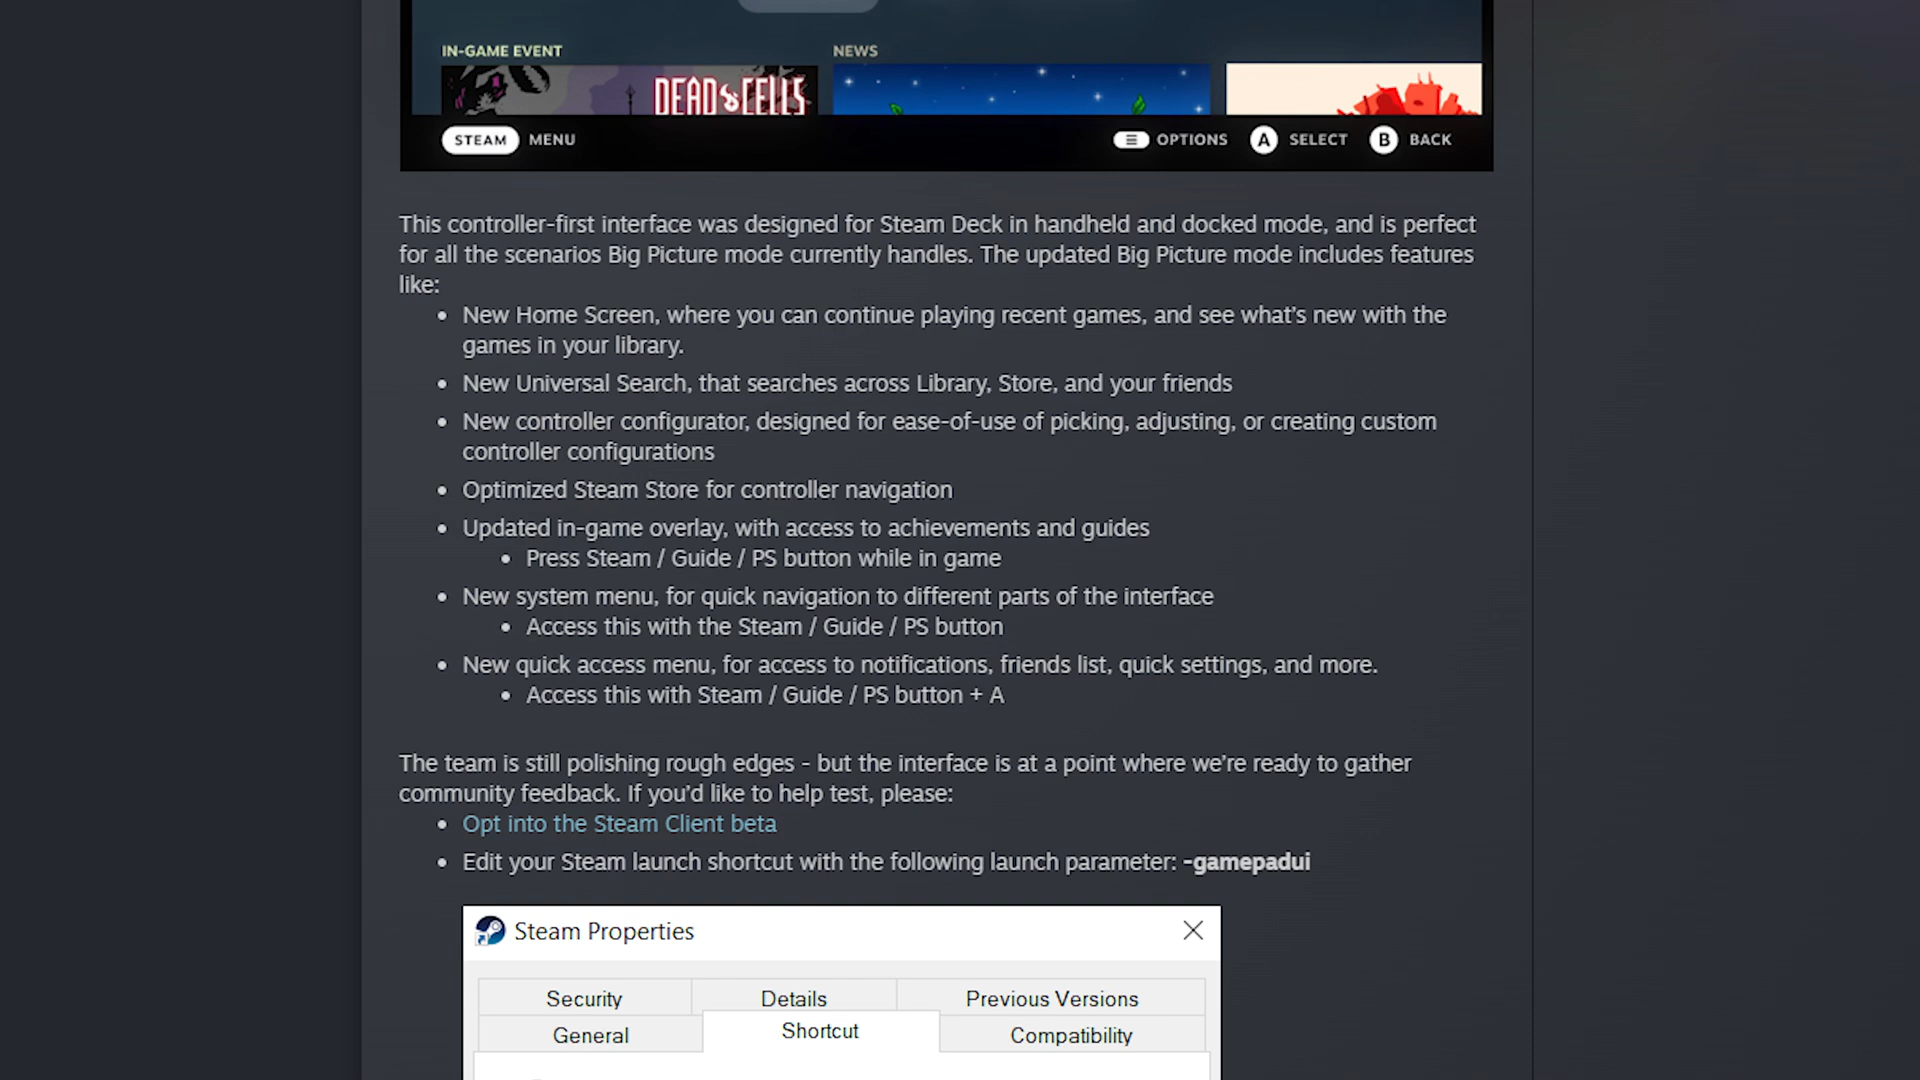 IN-GAME EVENT
NEWS
DEAD CELLS
STEAM MENU
OPTIONS A SELECT B BACK
This controller-first interface was designed for Steam Deck in handheld and docked mode, and is perfect
for all the scenarios Big Picture mode currently handles. The updated Big Picture mode includes features
like:
• New Home Screen, where you can continue playing recent games, and see what's new with the
games in your library.
• New Universal Search, that searches across Library, Store, and your friends
• New controller configurator, designed for ease-of-use of picking, adjusting, or creating custom
controller configurations
• Optimized Steam Store for controller navigation
• Updated in-game overlay, with access to achievements and guides
• Press Steam / Guide / PS button while in game
• New system menu, for quick navigation to different parts of the interface
• Access this with the Steam / Guide / PS button
• New quick access menu, for access to notifications, friends list, quick settings, and more.
• Access this with Steam / Guide / PS button + A
The team is still polishing rough edges - but the interface is at a point where we're ready to gather
community feedback. If you'd like to help test, please:
• Opt into the Steam Client beta
• Edit your Steam launch shortcut with the following launch parameter: -gamepadui
Steam Properties
Security Details Previous Versions
General Shortcut Compatibility